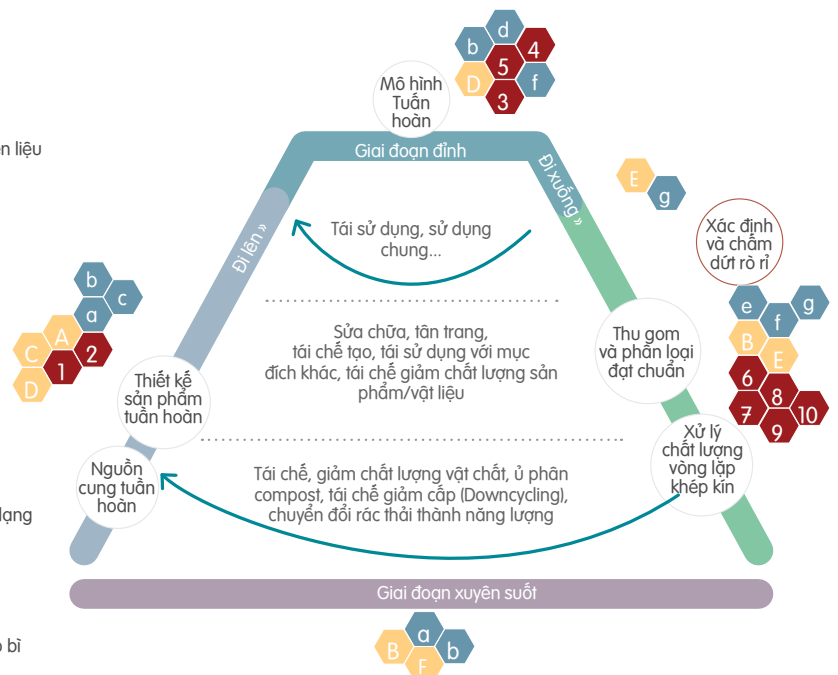 d
b
4
5
D
f
3
Mô hình
Tuấn
hoàn
ện liệu
Giai đoạn đỉnh
Đi xuống »
E
g
Tái sử dụng, sử dụng
chung...
Đi lên »
Xác định
và chấm
dứt rò rỉ
b
c
a
A
2
C
1
D
e
g
f
B
E
6
8
7
10
9
Sửa chữa, tân trang,
tái chế tạo, tái sử dụng với mục
đích khác, tái chế giảm chất lượng sản
phẩm/vật liệu
Thu gom
và phân loại
đạt chuẩn
Thiết kế
sản phẩm
tuần hoàn
Xử lý
chất lượng
vòng lặp
khép kín
Nguồn
cung tuần
hoàn
Tái chế, giảm chất lượng vật chất, ủ phân
compost, tái chế giảm cấp (Downcycling),
chuyển đổi rác thải thành năng lượng
dạng
Giai đoạn xuyên suốt
a
B
b
F
o bì